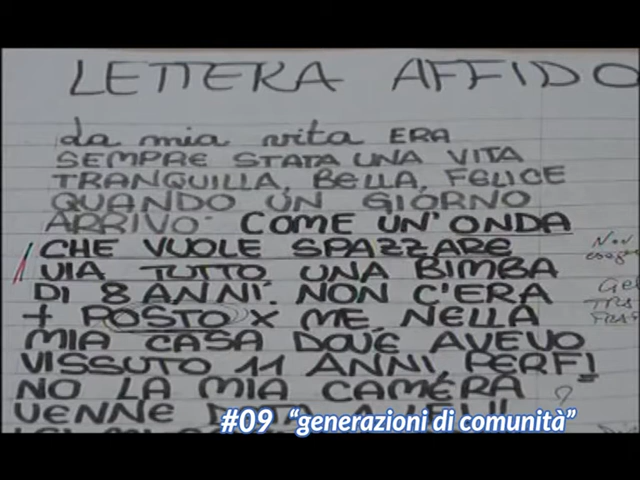 LETTERA AFFIDO
La mia vita ERA
SEMPRE STATA UNA VITA
TRANQUILLA, BELLA, FELICE
QUANDO UN GIORNO
ARRIVO' COME UN'ONDA
CHE VUOLE SPAZZARE
VIA TUTTO UNA BIMBA
DI 8 ANNI. NON C'ERA
+ POSTO X ME NELLA
MIA CASA DOVE AVEVO
VISSUTO 11 ANNI, PERFI
NO LA MIA CAMERA
VENNE
Non
?
#09 "generazioni di comunità"